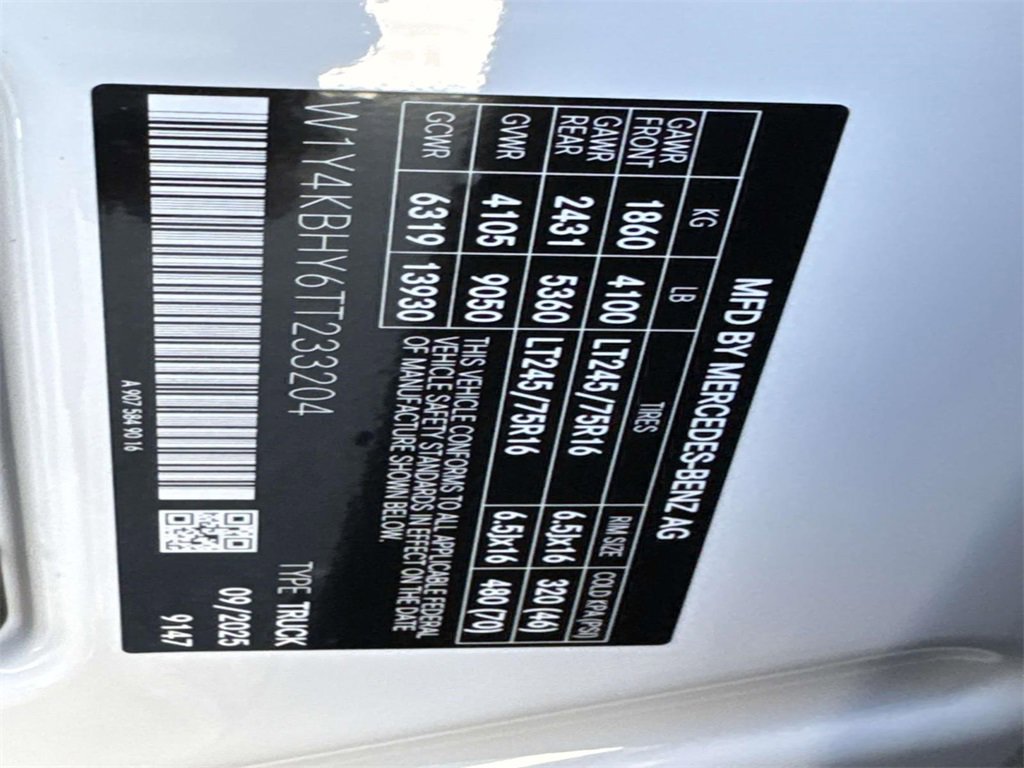 MFD BY MERCEDES-BENZ AG
KG LB TIRES RIM SIZE COLD KPA(PSI)
GAWR FRONT 1860 4100 LT245/75R16 6.5Jx16 320 (46)
GAWR REAR 2431 5360 LT245/75R16 6.5Jx16 480 (70)
GVWR 4105 9050
GCWR 6319 13930
THIS VEHICLE CONFORMS TO ALL APPLICABLE FEDERAL
VEHICLE SAFETY STANDARDS IN EFFECT ON THE DATE
OF MANUFACTURE SHOWN BELOW.
W1Y4KBHY6TT233204
TYPE TRUCK
09/2025
9147
A 907 584 90 16